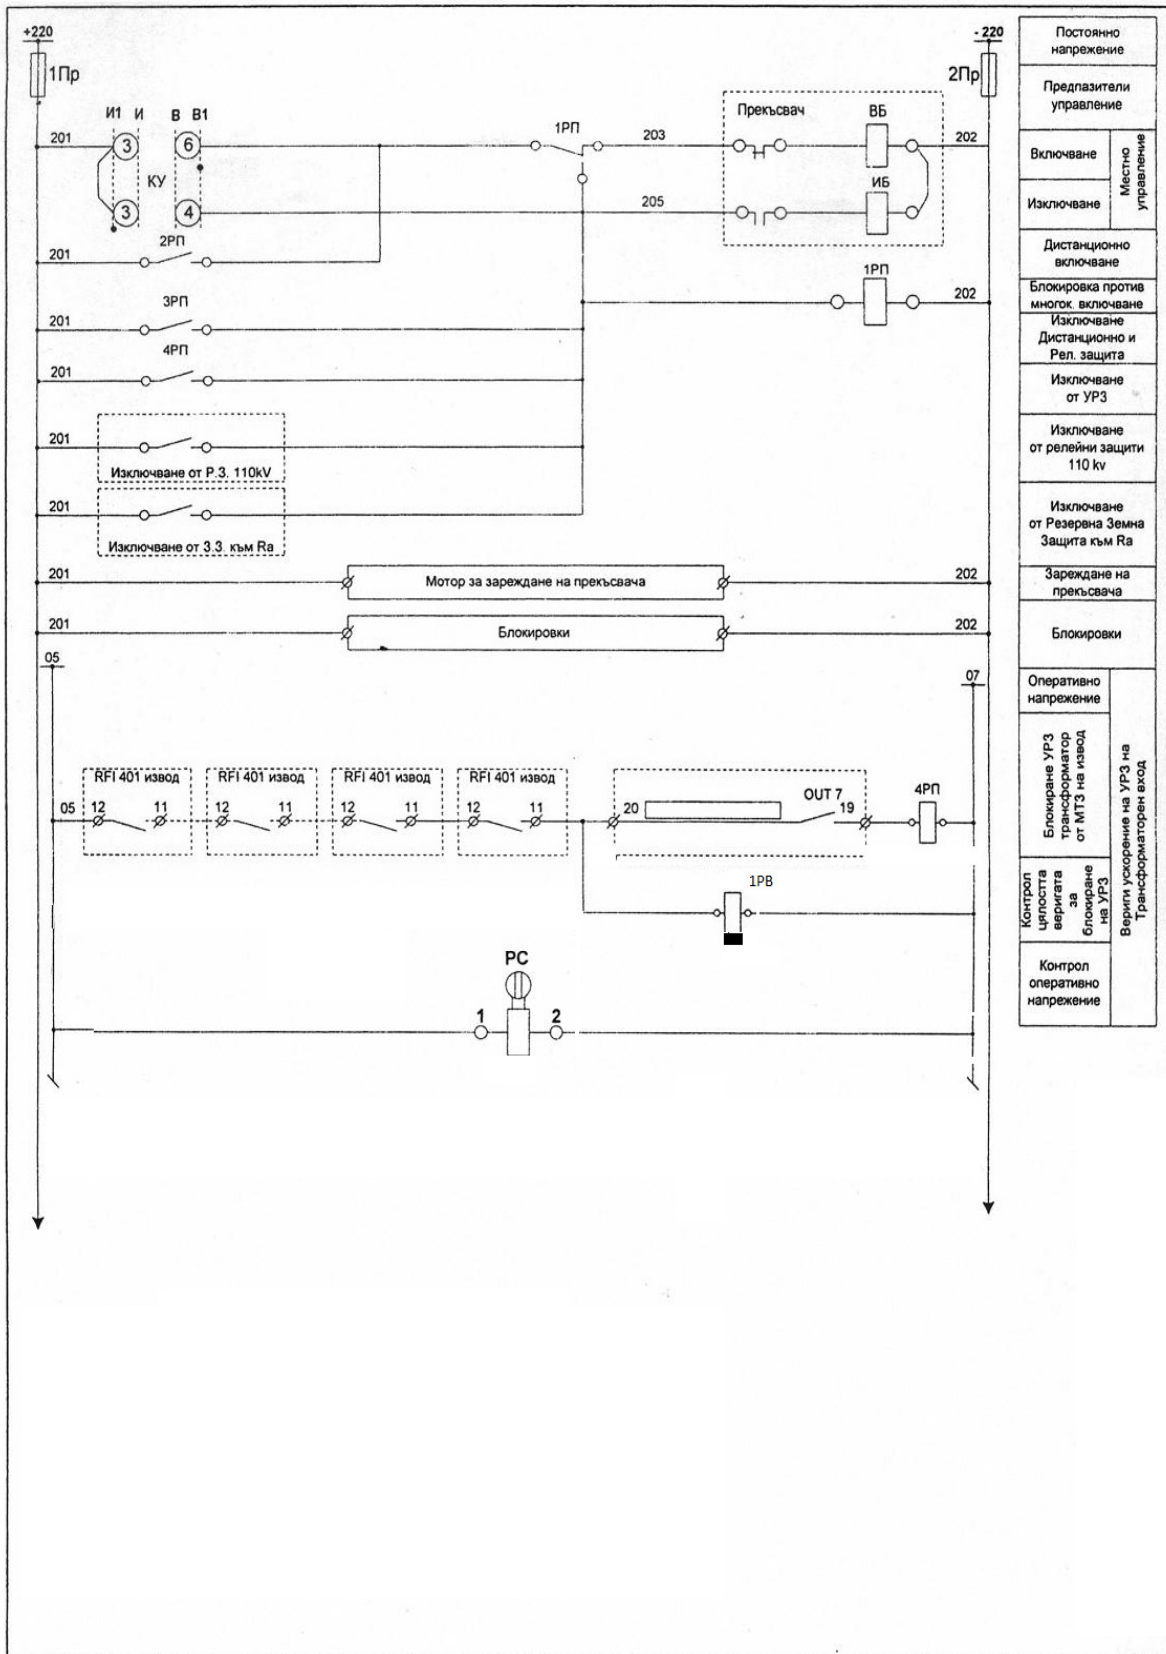 +220
- 220
1Пр
2Пр
И1 И В В1
201
3
6
КУ
3
4
1РП
203
Прекъсвач
ВБ
202
ИБ
205
2РП
201
1РП
202
3РП
201
4РП
201
201
Изключване от Р.З. 110kV
201
Изключване от З.З. към Ra
201
Мотор за зареждане на прекъсвача
202
201
Блокировки
202
05
07
RFI 401 извод
RFI 401 извод
RFI 401 извод
RFI 401 извод
05
12 11
12 11
12 11
12 11
20
OUT 7
19
4РП
1РВ
РС
1
2
Постоянно
напрежение
Предпазители
управление
Включване
Изключване
Местно
управление
Дистанционно
включване
Блокировка против
многок. включване
Изключване
Дистанционно и
Рел. защита
Изключване
от УРЗ
Изключване
от релейни защити
110 kv
Изключване
от Резервна Земна
Защита към Ra
Зареждане на
прекъсвача
Блокировки
Оперативно
напрежение
Блокиране УРЗ
трансформатор
от МТЗ на извод
Контрол
цялостта
веригата
за
блокиране
на УРЗ
Контрол
оперативно
напрежение
Вериги ускорение на УРЗ на
Трансформаторен вход